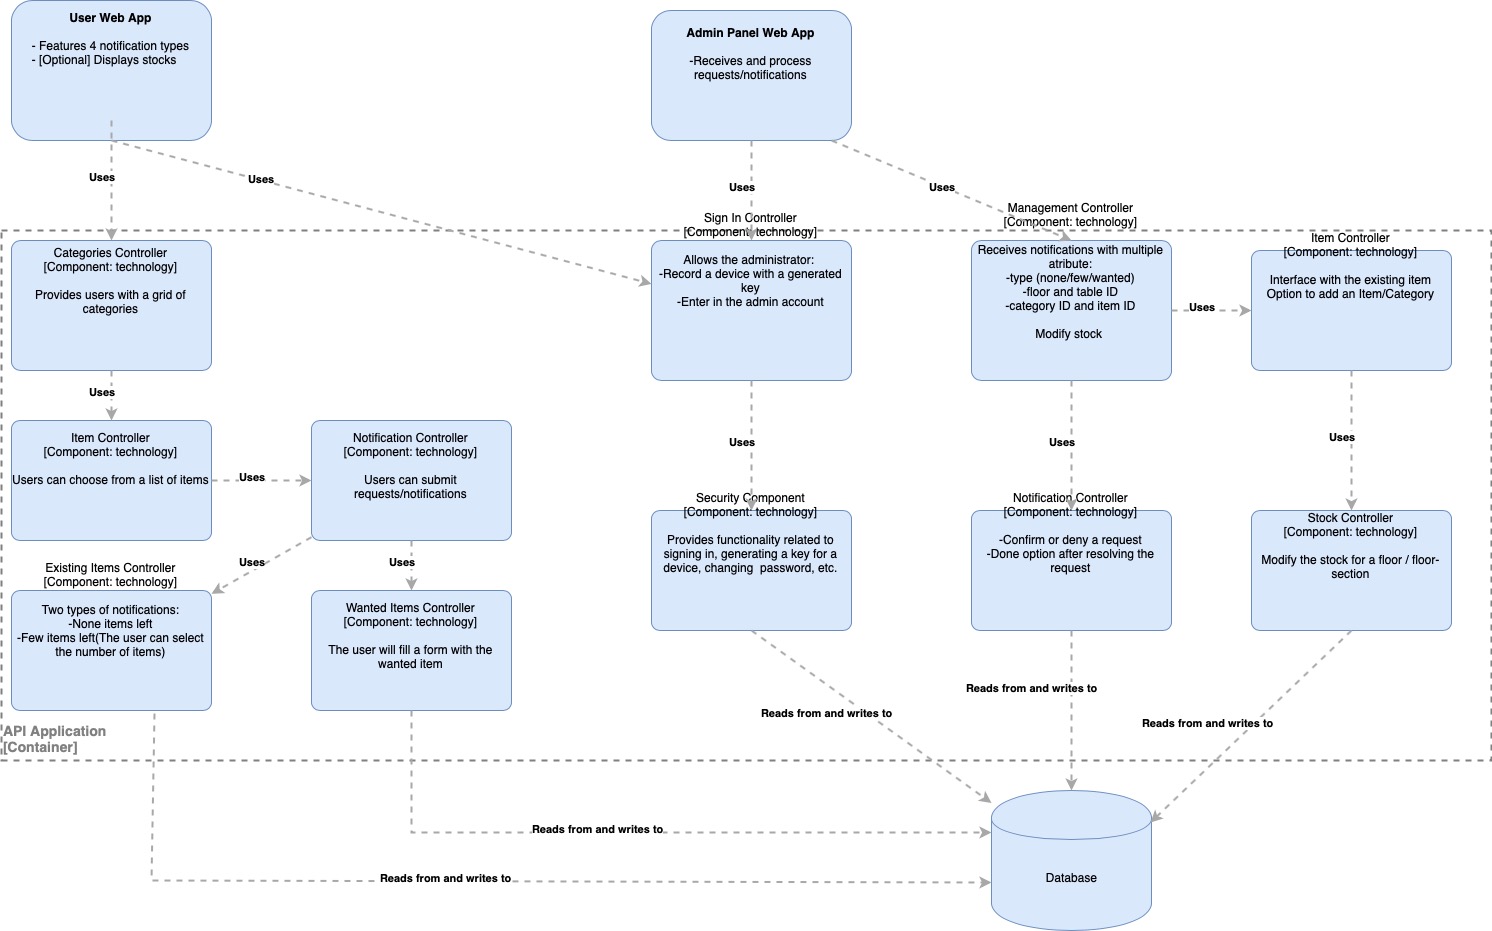 User Web App
- Features 4 notification types
- [Optional] Displays stocks
Admin Panel Web App
-Receives and process
requests/notifications
Uses
Uses
Uses
Uses
Categories Controller
[Component: technology]
Provides users with a grid of
categories
Sign In Controller
[Component: technology]
Allows the administrator:
-Record a device with a generated
key
-Enter in the admin account
Management Controller
[Component: technology]
Receives notifications with multiple
atribute:
-type (none/few/wanted)
-floor and table ID
-category ID and item ID
Modify stock
Uses
Item Controller
[Component: technology]
Interface with the existing item
Option to add an Item/Category
Uses
Uses
Uses
Uses
Item Controller
[Component: technology]
Users can choose from a list of items
Uses
Notification Controller
[Component: technology]
Users can submit
requests/notifications
Security Component
[Component: technology]
Provides functionality related to
signing in, generating a key for a
device, changing  password, etc.
Notification Controller
[Component: technology]
-Confirm or deny a request
-Done option after resolving the
request
Stock Controller
[Component: technology]
Modify the stock for a floor / floor-
section
Uses
Uses
Existing Items Controller
[Component: technology]
Two types of notifications:
-None items left
-Few items left(The user can select
the number of items)
Wanted Items Controller
[Component: technology]
The user will fill a form with the
wanted item
Reads from and writes to
Reads from and writes to
Reads from and writes to
API Application
[Container]
Reads from and writes to
Reads from and writes to
Database